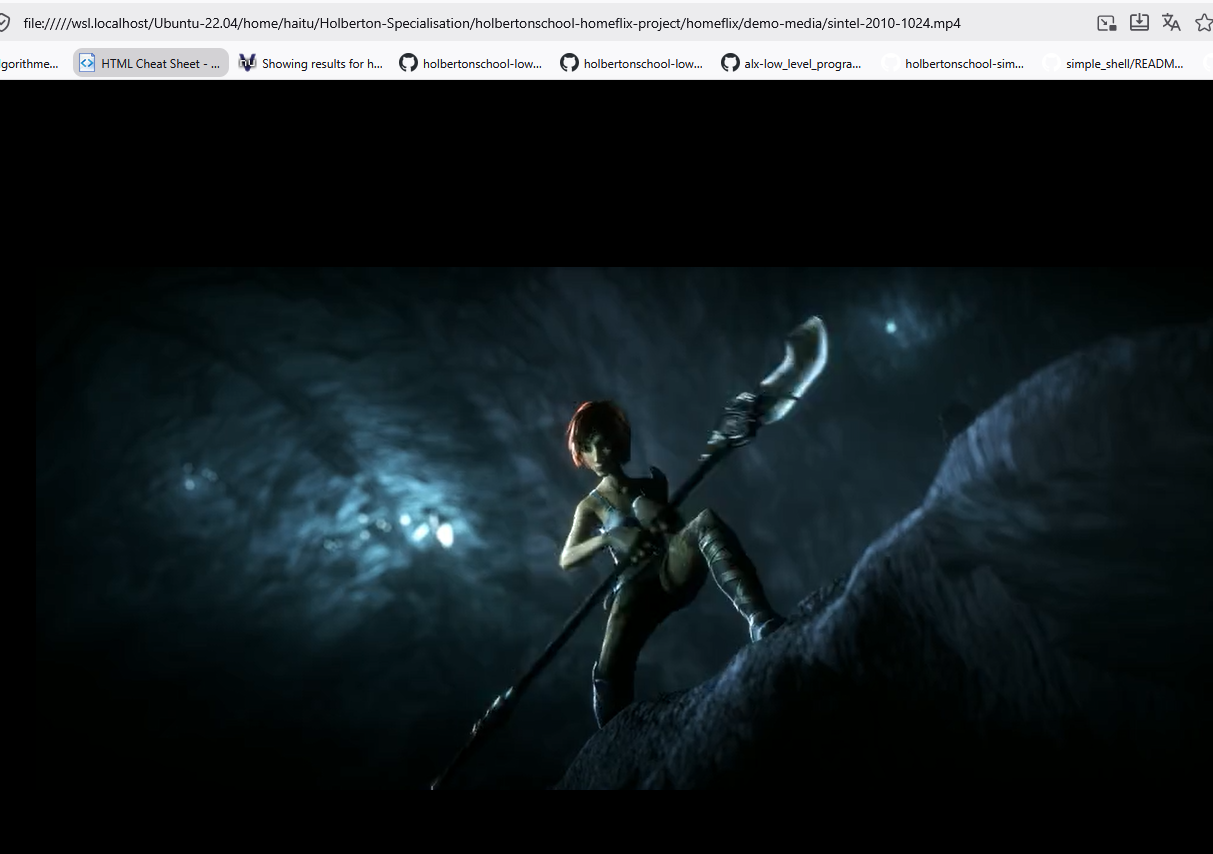 file://///wsl.localhost/Ubuntu-22.04/home/haitu/Holberton-Specialisation/holbertonschool-homeflix-project/homeflix/demo-media/sintel-2010-1024.mp4
lgorithme... HTML Cheat Sheet - ... Showing results for h... holbertonschool-low... holbertonschool-low... alx-low_level_progra... holbertonschool-sim... simple_shell/READM...